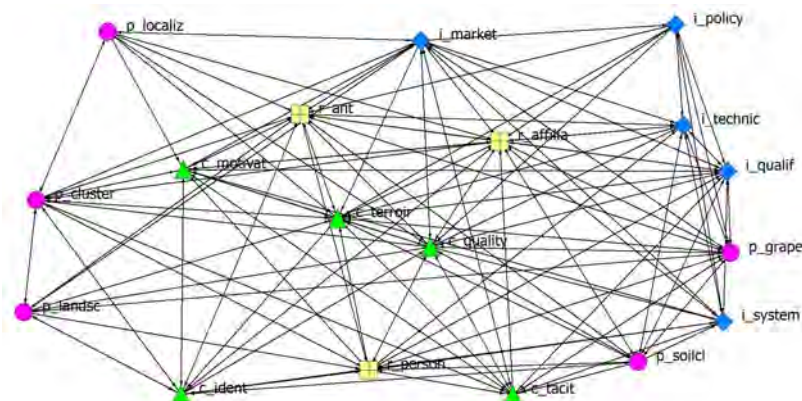 p_localiz
i_market
i_policy
r_ant
r_affilia
i_technic
c_motivat
i_qualif
p_cluster
c_terroir
c_quality
p_grape
p_landsc
i_system
r_person
p_soilcl
c_ident
c_tacit